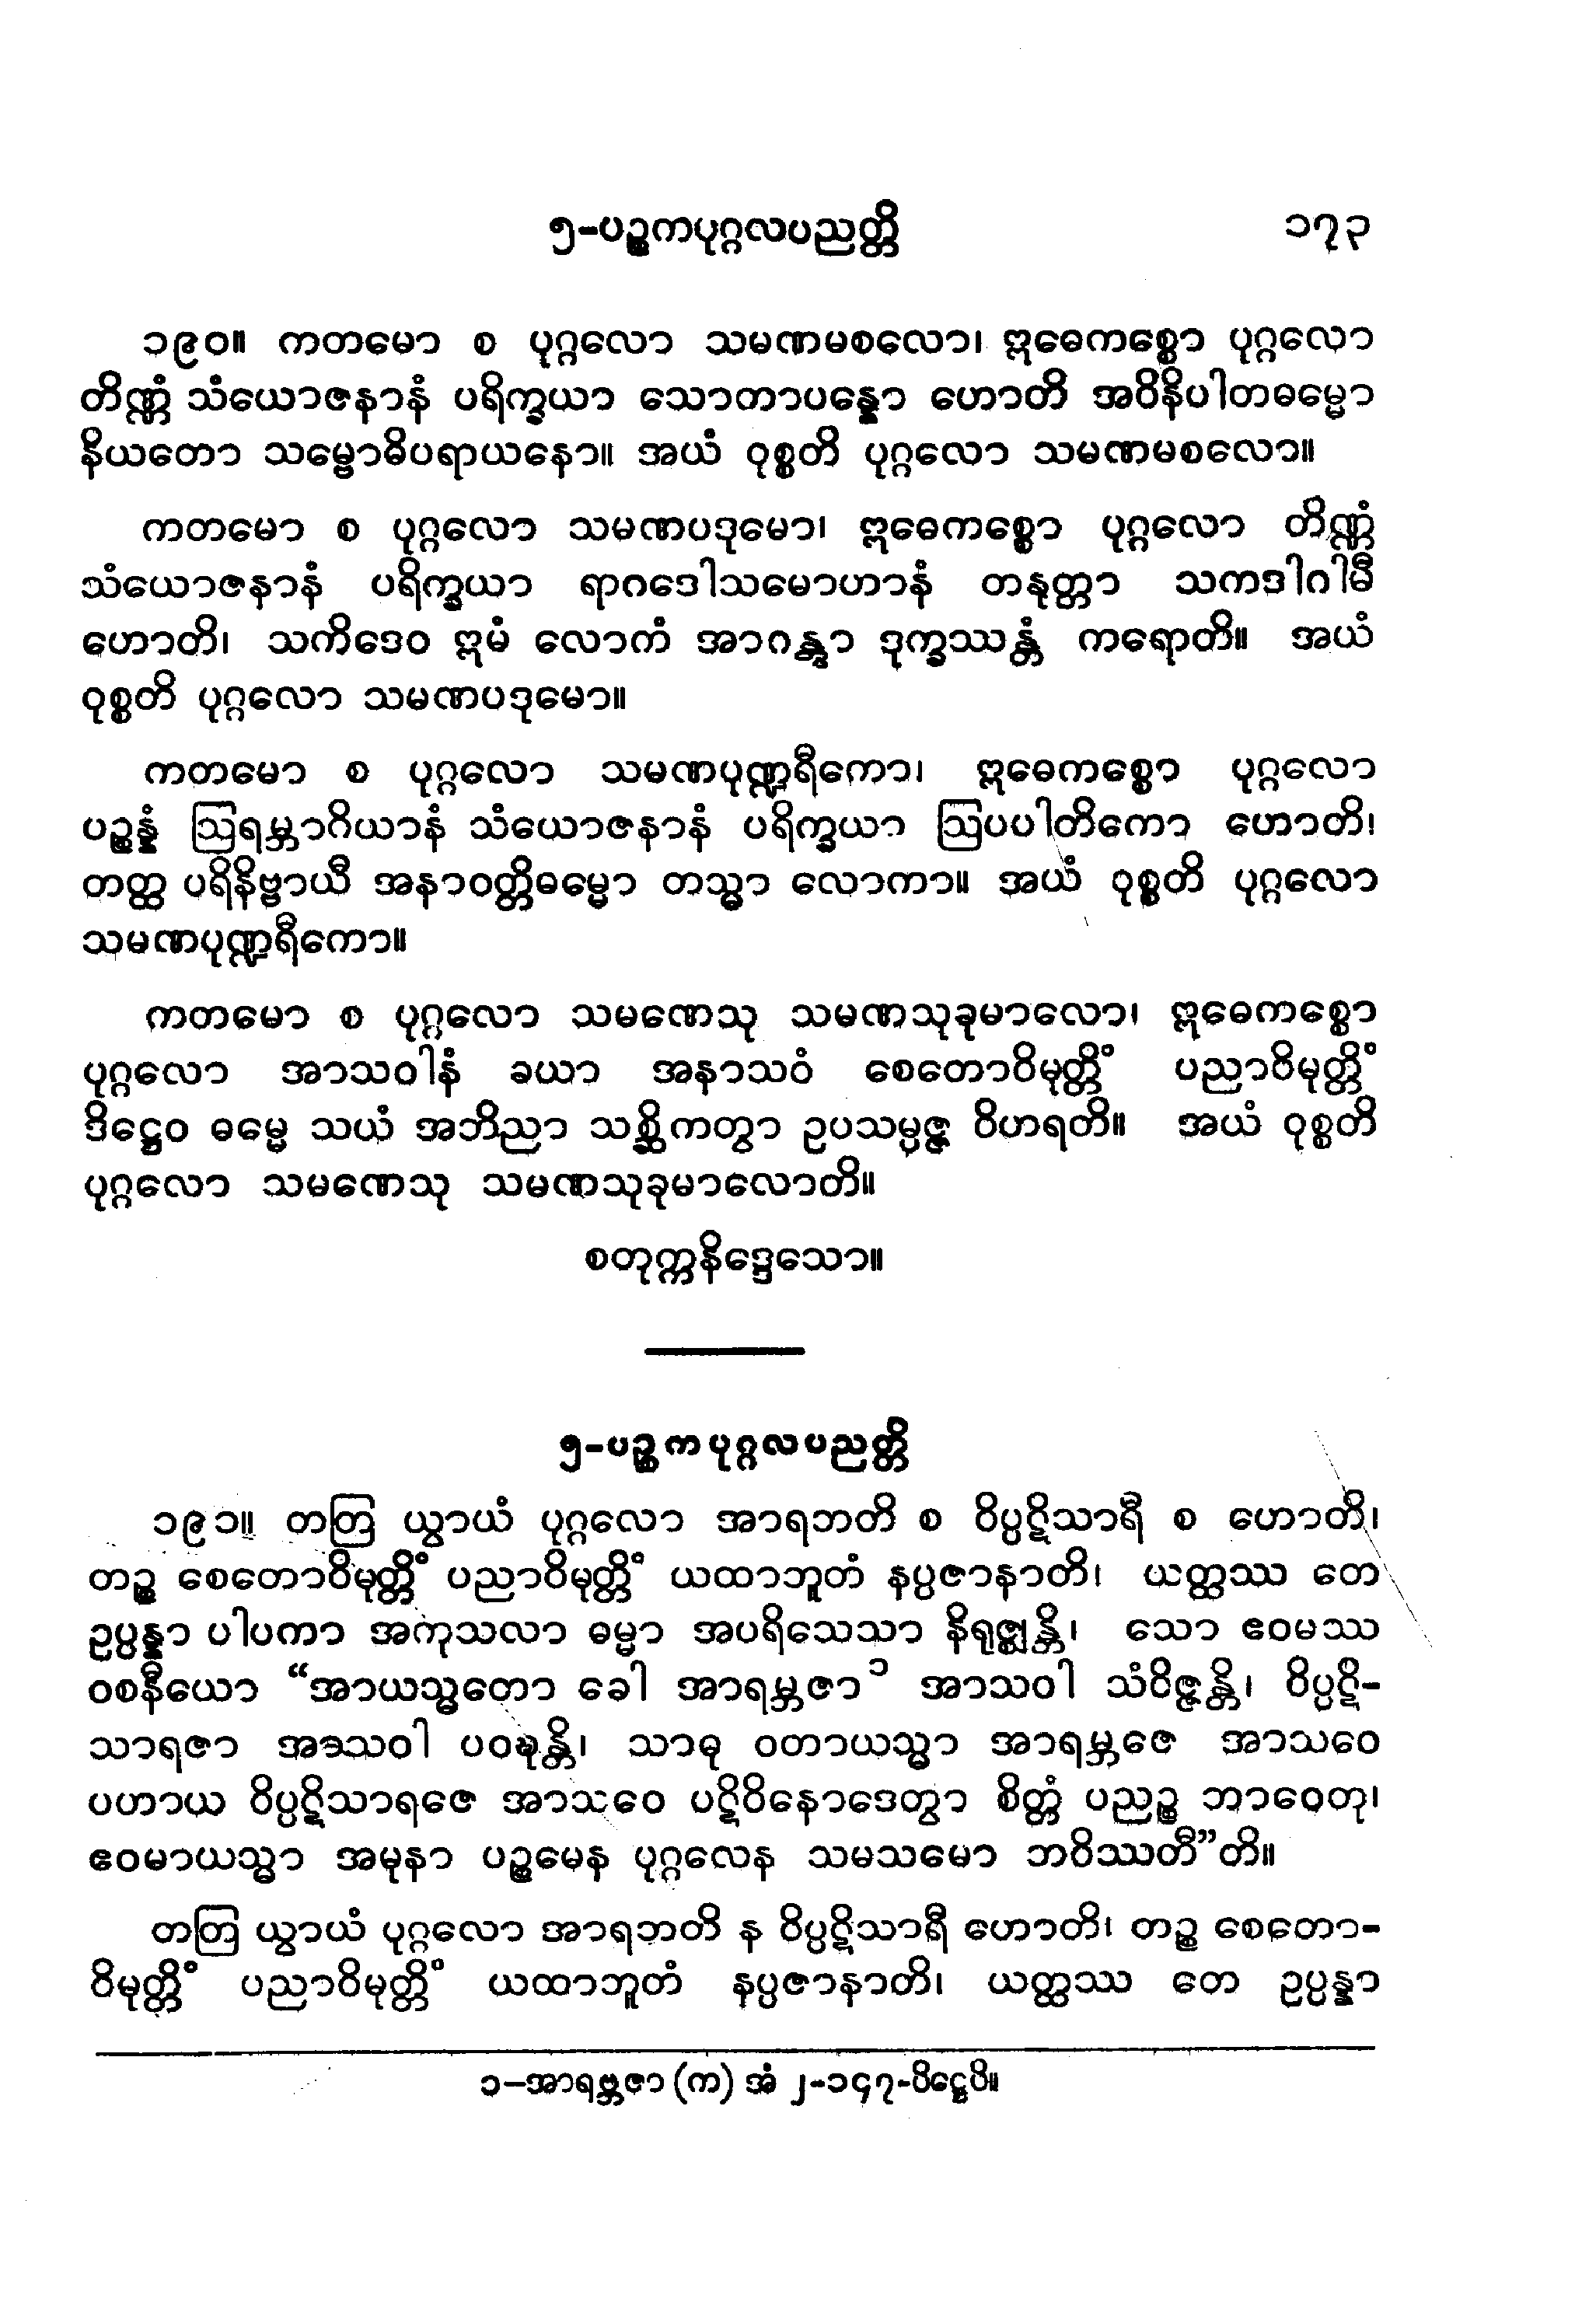 ၅-ပဉ္စကပုဂ္ဂလပညတ္တိ ၁၇၃
၁၉၀။ ကတမော စ ပုဂ္ဂလော သမဏမစလော၊ ဣဓေကစ္စော ပုဂ္ဂလော
တိဏ္ဏံ သံယောဇနာနံ ပရိက္ခယာ သောတာပန္နော ဟောတိ အဝိနိပါတဓမ္မော
နိယတော သမ္ဗောဓိပရာယနော။ အယံ ဝုစ္စတိ ပုဂ္ဂလော သမဏမစလော။
ကတမော စ ပုဂ္ဂလော သမဏပဒုမော၊ ဣဓေကစ္စော ပုဂ္ဂလော တိဏ္ဏံ
သံယောဇနာနံ ပရိက္ခယာ ရာဂဒေါသမောဟာနံ တနုတ္တာ သကဒါဂါမီ
ဟောတိ၊ သကိဒေဝ ဣမံ လောကံ အာဂန္တွာ ဒုက္ခဿန္တံ ကရောတိ။ အယံ
ဝုစ္စတိ ပုဂ္ဂလော သမဏပဒုမော။
ကတမော စ ပုဂ္ဂလော သမဏပုဏ္ဍရီကော၊ ဣဓေကစ္စော ပုဂ္ဂလော
ပဉ္စန္နံ ဩရမ္ဘာဂိယာနံ သံယောဇနာနံ ပရိက္ခယာ ဩပပါတိကော ဟောတိ၊
တတ္ထ ပရိနိဗ္ဗာယီ အနာဝတ္တိဓမ္မော တသ္မာ လောကာ။ အယံ ဝုစ္စတိ ပုဂ္ဂလော
သမဏပုဏ္ဍရီကော။
ကတမော စ ပုဂ္ဂလော သမဏေသု သမဏသုခုမာလော၊ ဣဓေကစ္စော
ပုဂ္ဂလော အာသဝါနံ ခယာ အနာသဝံ စေတောဝိမုတ္တိံ ပညာဝိမုတ္တိံ
ဒိဋ္ဌေဝ ဓမ္မေ သယံ အဘိညာ သစ္ဆိကတွာ ဥပသမ္ပဇ္ဇ ဝိဟရတိ။ အယံ ဝုစ္စတိ
ပုဂ္ဂလော သမဏေသု သမဏသုခုမာလောတိ။
စတုက္ကနိဒ္ဒေသော။
၅-ပဉ္စကပုဂ္ဂလပညတ္တိ
၁၉၁။ တတြ ယွာယံ ပုဂ္ဂလော အာရဘတိ စ ဝိပ္ပဋိသာရီ စ ဟောတိ၊
တဉ္စ စေတောဝိမုတ္တိံ ပညာဝိမုတ္တိံ ယထာဘူတံ နပ္ပဇာနာတိ၊ ယတ္ထဿ တေ
ဥပ္ပန္နာ ပါပကာ အကုသလာ ဓမ္မာ အပရိသေသာ နိရုဇ္ဈန္တိ၊ သော ဧဝမဿ
ဝစနီယော “အာယသ္မတော ခေါ အာရမ္ဘဇာ ၁ အာသဝါ သံဝိဇ္ဇန္တိ၊ ဝိပ္ပဋိ-
သာရဇာ အာသဝါ ပဝဍ္ဎန္တိ၊ သာဓု ဝတာယသ္မာ အာရမ္ဘဇေ အာသဝေ
ပဟာယ ဝိပ္ပဋိသာရဇေ အာသဝေ ပဋိဝိနောဒေတွာ စိတ္တံ ပညဉ္စ ဘာဝေတု၊
ဧဝမာယသ္မာ အမုနာ ပဉ္စမေန ပုဂ္ဂလေန သမသမော ဘဝိဿတီ”တိ။
တတြ ယွာယံ ပုဂ္ဂလော အာရဘတိ န ဝိပ္ပဋိသာရီ ဟောတိ၊ တဉ္စ စေတော-
ဝိမုတ္တိံ ပညာဝိမုတ္တိံ ယထာဘူတံ နပ္ပဇာနာတိ၊ ယတ္ထဿ တေ ဥပ္ပန္နာ
၁-အာရဗ္ဘဇာ (က) အံ ၂-၁၄၇-ပိဋ္ဌေပိ။